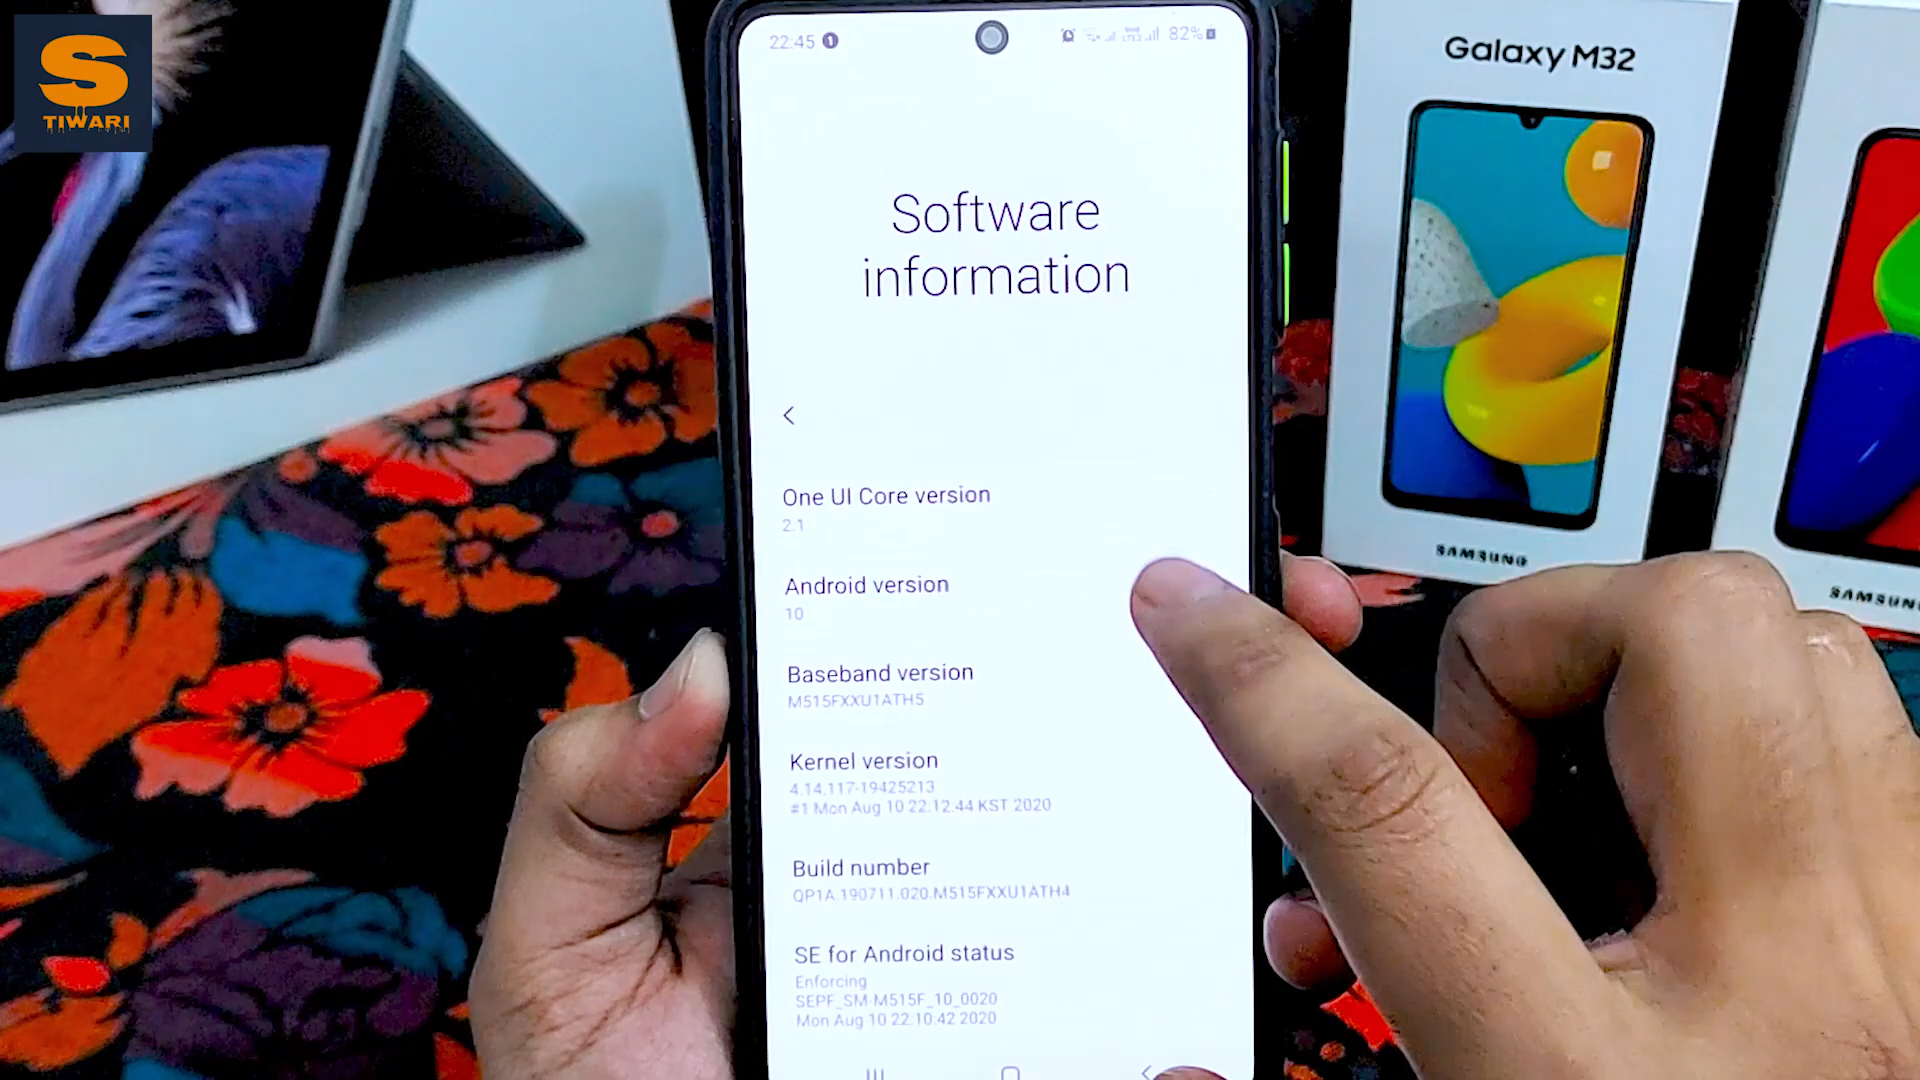 S
TIWARI
22:45 1
82%
Software
information
One UI Core version
2.1
Android version
10
Baseband version
M515FXXU1ATH5
Kernel version
4.14.117-19425213
#1 Mon Aug 10 22:12:44 KST 2020
Build number
QP1A.190711.020.M515FXXU1ATH4
SE for Android status
Enforcing
SEPF_SM-M515F_10_0020
Mon Aug 10 22:10:42 2020
Galaxy M32
SAMSUNG
SAMSUN